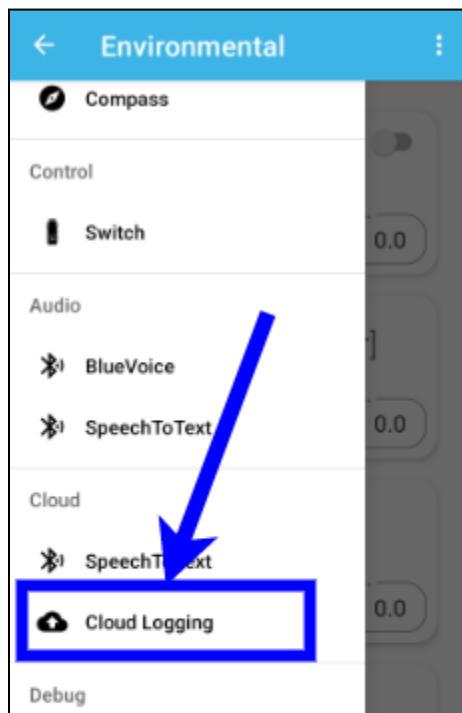 Environmental
Compass
Control
Switch
0.0
Audio
r]
BlueVoice
SpeechToText
0.0
Cloud
SpeechToText
Cloud Logging
0.0
Debug